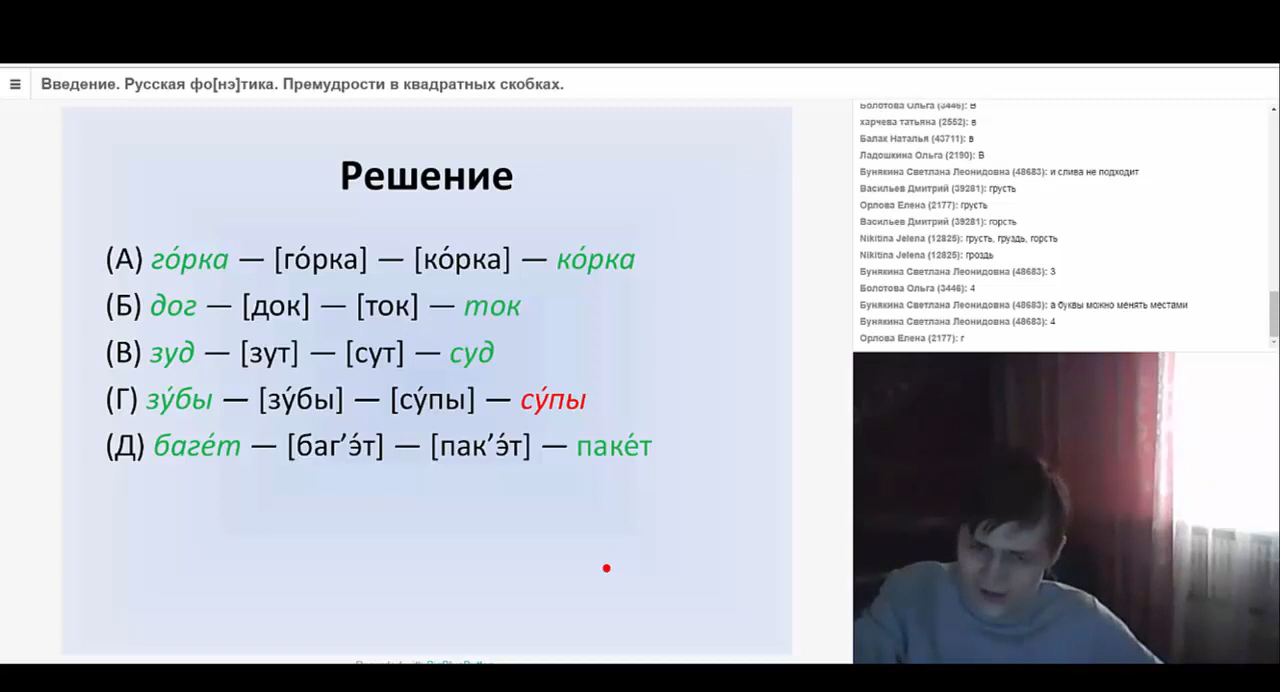 Введение. Русская фо[нэ]тика. Премудрости в квадратных скобках.
Решение
(А) го́рка — [го́рка] — [ко́рка] — ко́рка
(Б) дог — [док] — [ток] — ток
(В) зуд — [зут] — [сут] — суд
(Г) зу́бы — [зу́бы] — [су́пы] — су́пы
(Д) баге́т — [баг’э́т] — [пак’э́т] — паке́т
Болотова Ольга (3446): В
харчева татьяна (2552): в
Балак Наталья (43711): в
Ладошкина Ольга (2190): В
Бунякина Светлана Леонидовна (48683): и слива не подходит
Васильев Дмитрий (39281): грусть
Орлова Елена (2177): грусть
Васильев Дмитрий (39281): горсть
Nikitina Jelena (12825): грусть, груздь, горсть
Nikitina Jelena (12825): гроздь
Бунякина Светлана Леонидовна (48683): 3
Болотова Ольга (3446): 4
Бунякина Светлана Леонидовна (48683): а буквы можно менять местами
Бунякина Светлана Леонидовна (48683): 4
Орлова Елена (2177): г